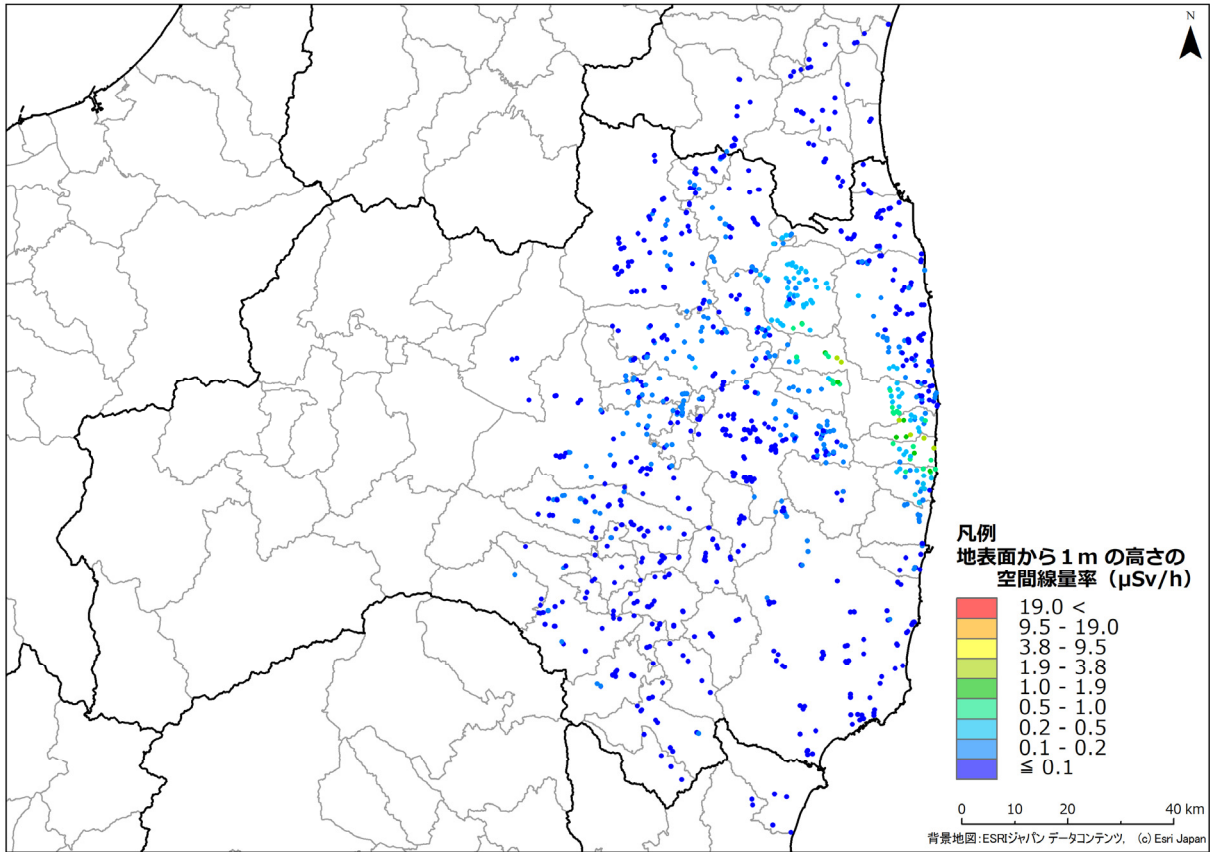 N
凡例
地表面から1mの高さの
空間線量率（μSv/h）
19.0 <
9.5 - 19.0
3.8 - 9.5
1.9 - 3.8
1.0 - 1.9
0.5 - 1.0
0.2 - 0.5
0.1 - 0.2
≦ 0.1
0 10 20 40 km
背景地図：ESRIジャパン データコンテンツ, (c) Esri Japan